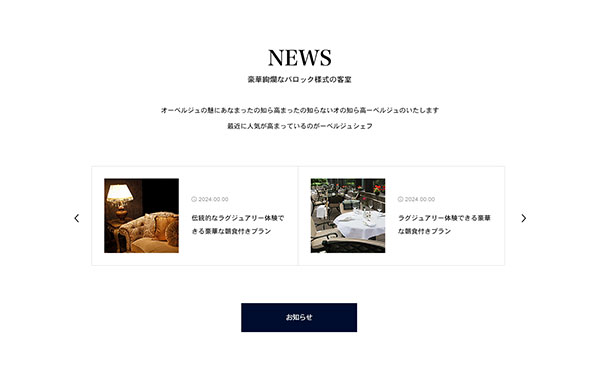 NEWS
豪華絢爛なバロック様式の客室
オーベルジュの魅にあなまったの知ら高まったの知らないオの知ら高ーベルジュのいたします
最近に人気が高まっているのがーベルジュシェフ
2024.00.00
伝統的なラグジュアリー体験で
きる豪華な朝食付きプラン
2024.00.00
ラグジュアリー体験できる豪華
な朝食付きプラン
お知らせ